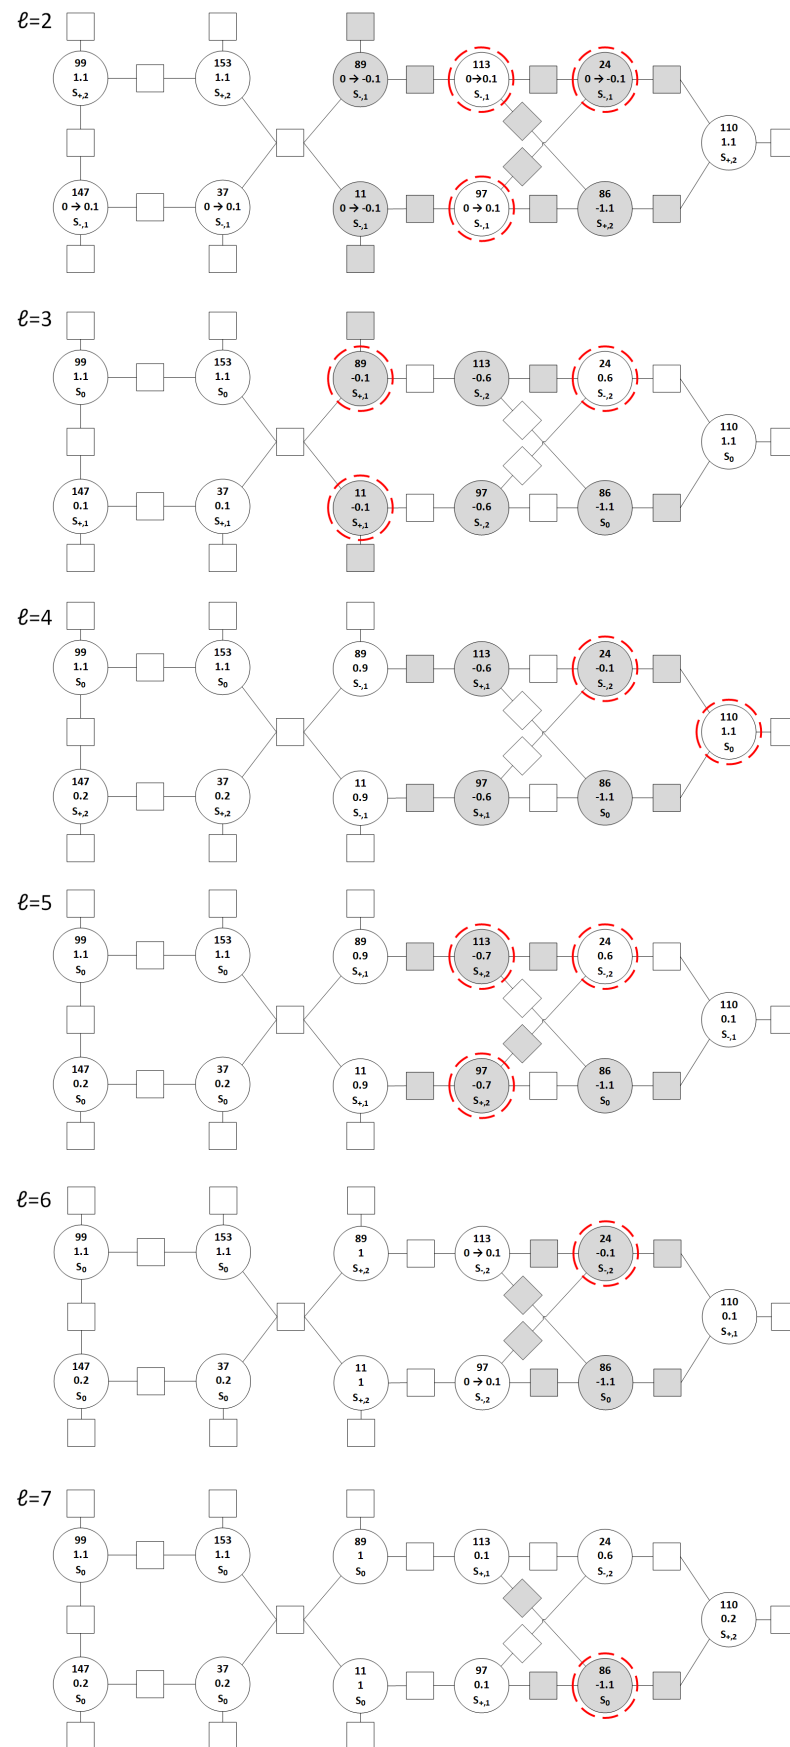 ℓ=2
99
1.1
S+,2
153
1.1
S+,2
89
0 → -0.1
S-,1
113
0→0.1
S-,1
24
0 → -0.1
S-,1
110
1.1
S+,2
147
0 → 0.1
S-,1
37
0 → 0.1
S-,1
11
0 → -0.1
S-,1
97
0 → 0.1
S-,1
86
-1.1
S+,2
ℓ=3
99
1.1
S0
153
1.1
S0
89
-0.1
S+,1
113
-0.6
S-,2
24
0.6
S-,2
110
1.1
S0
147
0.1
S+,1
37
0.1
S+,1
11
-0.1
S+,1
97
-0.6
S-,2
86
-1.1
S0
ℓ=4
99
1.1
S0
153
1.1
S0
89
0.9
S-,1
113
-0.6
S+,1
24
-0.1
S-,2
110
1.1
S0
147
0.2
S+,2
37
0.2
S+,2
11
0.9
S-,1
97
-0.6
S+,1
86
-1.1
S0
ℓ=5
99
1.1
S0
153
1.1
S0
89
0.9
S+,1
113
-0.7
S+,2
24
0.6
S-,2
110
0.1
S-,1
147
0.2
S0
37
0.2
S0
11
0.9
S+,1
97
-0.7
S+,2
86
-1.1
S0
ℓ=6
99
1.1
S0
153
1.1
S0
89
1
S+,2
113
0 → 0.1
S-,2
24
-0.1
S-,2
110
0.1
S+,1
147
0.2
S0
37
0.2
S0
11
1
S+,2
97
0 → 0.1
S-,2
86
-1.1
S0
ℓ=7
99
1.1
S0
153
1.1
S0
89
1
S0
113
0.1
S+,1
24
0.6
S-,2
110
0.2
S+,2
147
0.2
S0
37
0.2
S0
11
1
S0
97
0.1
S+,1
86
-1.1
S0